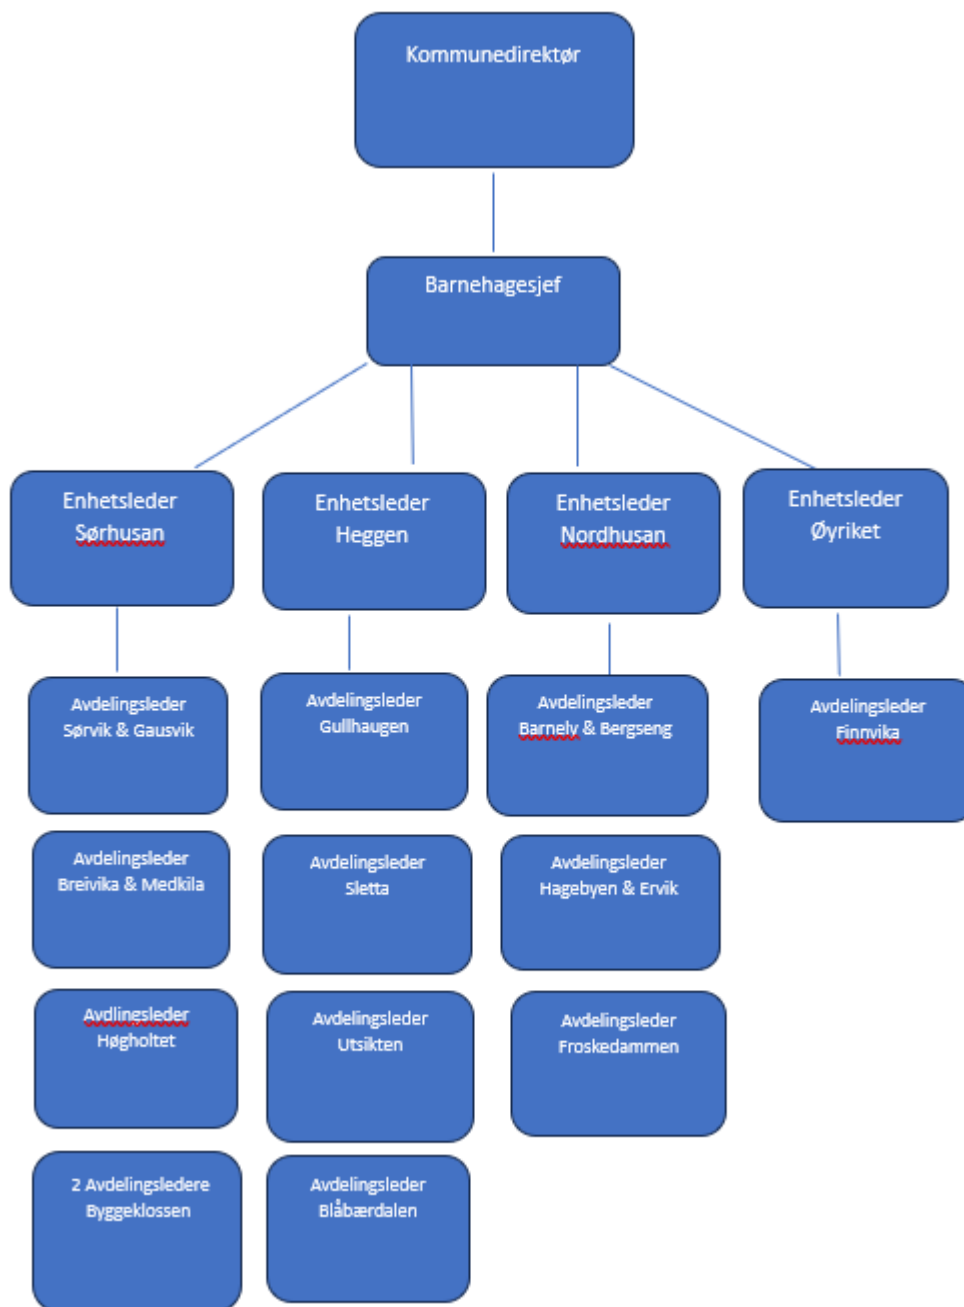 Kommunedirektør
Barnehagesjef
Enhetsleder
Sørhusan
Enhetsleder
Heggen
Enhetsleder
Nordhusan
Enhetsleder
Øyriket
Avdelingsleder
Sørvik & Gausvik
Avdelingsleder
Gullhaugen
Avdelingsleder
Barnelv & Bergseng
Avdelingsleder
Finnvika
Avdelingsleder
Breivika & Medkila
Avdelingsleder
Sletta
Avdelingsleder
Hagebyen & Ervik
Avdlingsleder
Høgholtet
Avdelingsleder
Utsikten
Avdelingsleder
Froskedammen
2 Avdelingsledere
Byggeklossen
Avdelingsleder
Blåbærdalen